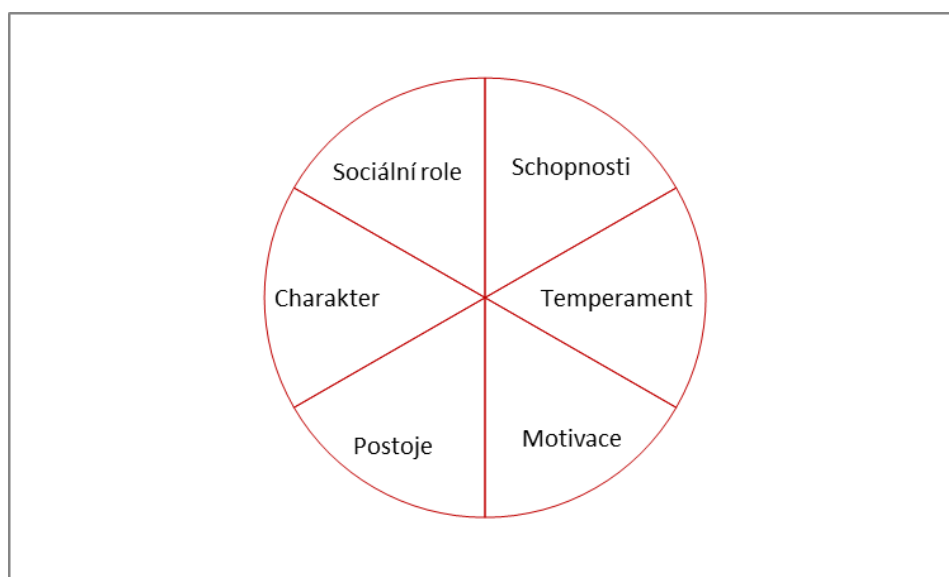 Sociální role
Schopnosti
Charakter
Temperament
Postoje
Motivace